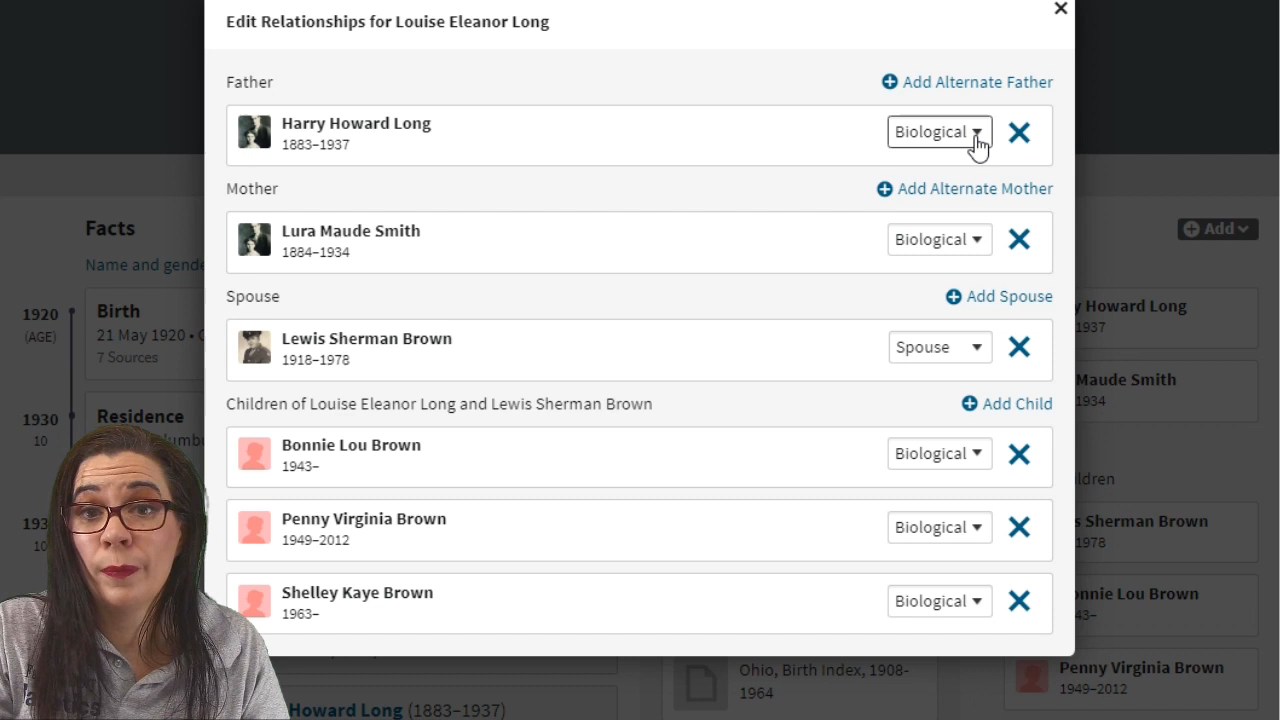 Edit Relationships for Louise Eleanor Long
Father
Add Alternate Father
Harry Howard Long
1883–1937
Biological
Mother
Add Alternate Mother
Lura Maude Smith
1884–1934
Biological
Spouse
Add Spouse
Lewis Sherman Brown
1918–1978
Spouse
Children of Louise Eleanor Long and Lewis Sherman Brown
Add Child
Bonnie Lou Brown
1943–
Biological
Penny Virginia Brown
1949–2012
Biological
Shelley Kaye Brown
1963–
Biological
Facts
Name and gende
1920
(AGE)
Birth
21 May 1920 •
7 Sources
1930
10
Residence
193
10
Howard Long (1883–1937)
Ohio, Birth Index, 1908-
1964
Add
y Howard Long
1937
Maude Smith
1934
ildren
s Sherman Brown
1978
onnie Lou Brown
43–
Penny Virginia Brown
1949–2012